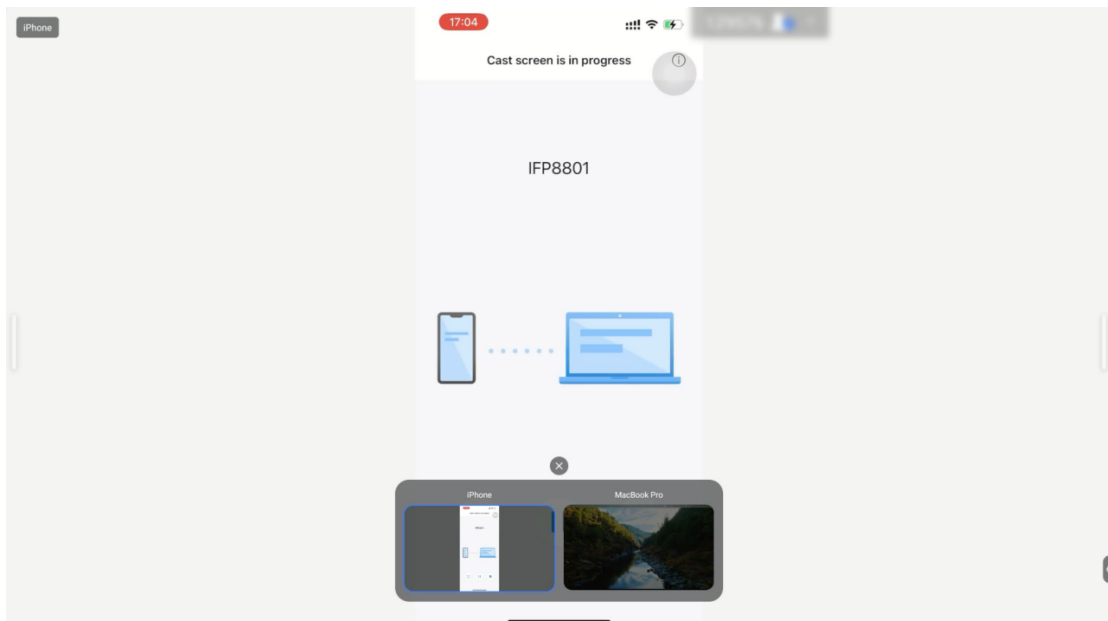 iPhone
17:04
Cast screen is in progress
IFP8801
iPhone
MacBook Pro